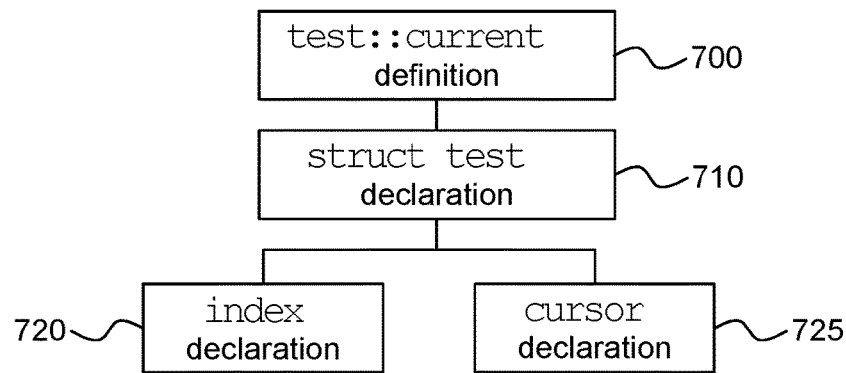 test::current
definition
700
struct test
declaration
710
index
declaration
720
cursor
declaration
725